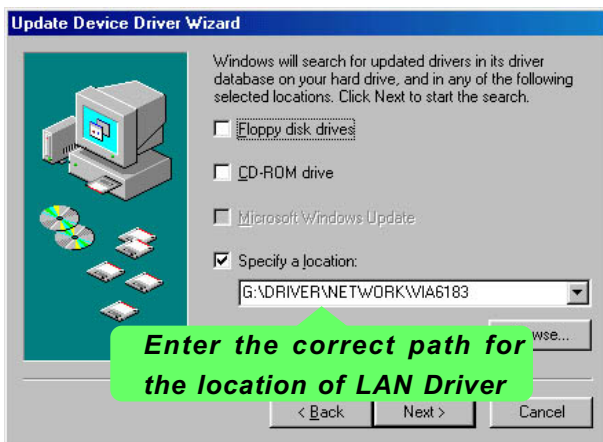 Update Device Driver Wizard
Windows will search for updated drivers in its driver
database on your hard drive, and in any of the following
selected locations. Click Next to start the search.
Floppy disk drives
CD-ROM drive
Microsoft Windows Update
Specify a location:
G:\DRIVER\NETWORK\VIA6183
wse...
Enter the correct path for
the location of LAN Driver
< Back
Next >
Cancel